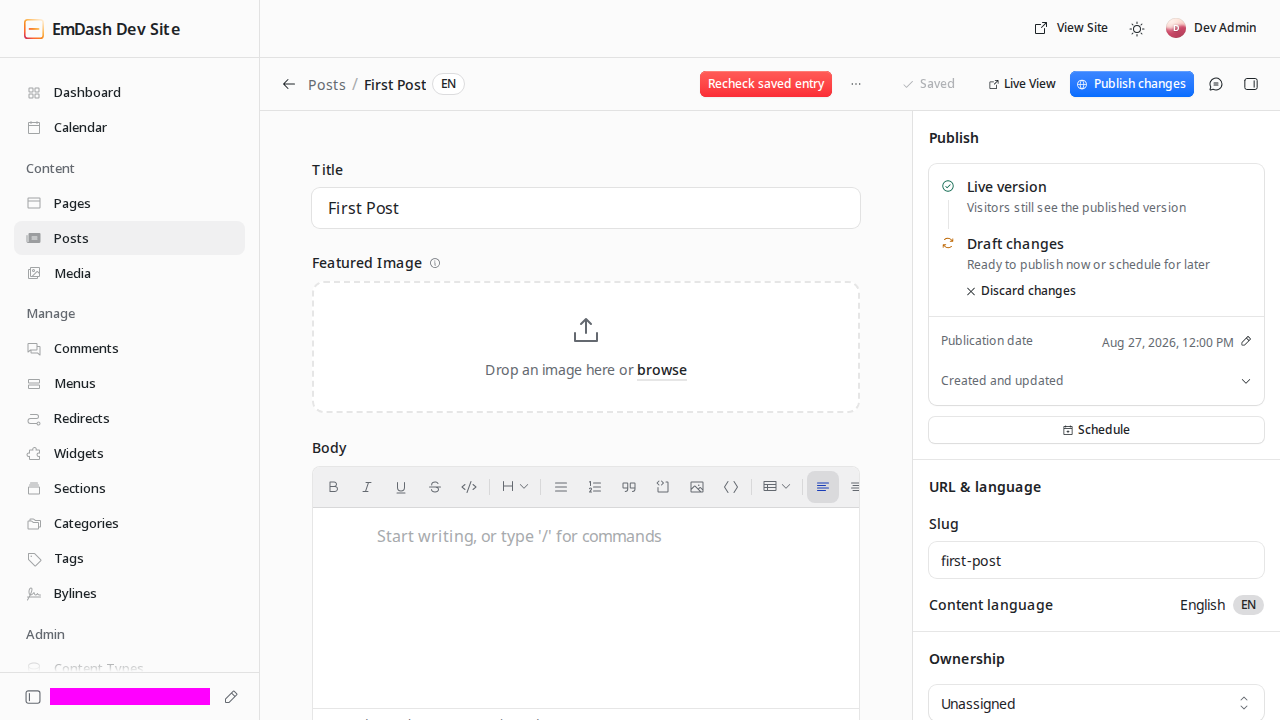 EmDash Dev Site
View Site
D
Dev Admin
Dashboard
Calendar
Content
Pages
Posts
Media
Manage
Comments
Menus
Redirects
Widgets
Sections
Categories
Tags
Bylines
Admin
Content Types
Posts / First Post EN
Recheck saved entry
Saved
Live View
Publish changes
Title
First Post
Featured Image
Drop an image here or browse
Body
Start writing, or type '/' for commands
Publish
Live version
Visitors still see the published version
Draft changes
Ready to publish now or schedule for later
Discard changes
Publication date
Aug 27, 2026, 12:00 PM
Created and updated
Schedule
URL & language
Slug
first-post
Content language
English EN
Ownership
Unassigned